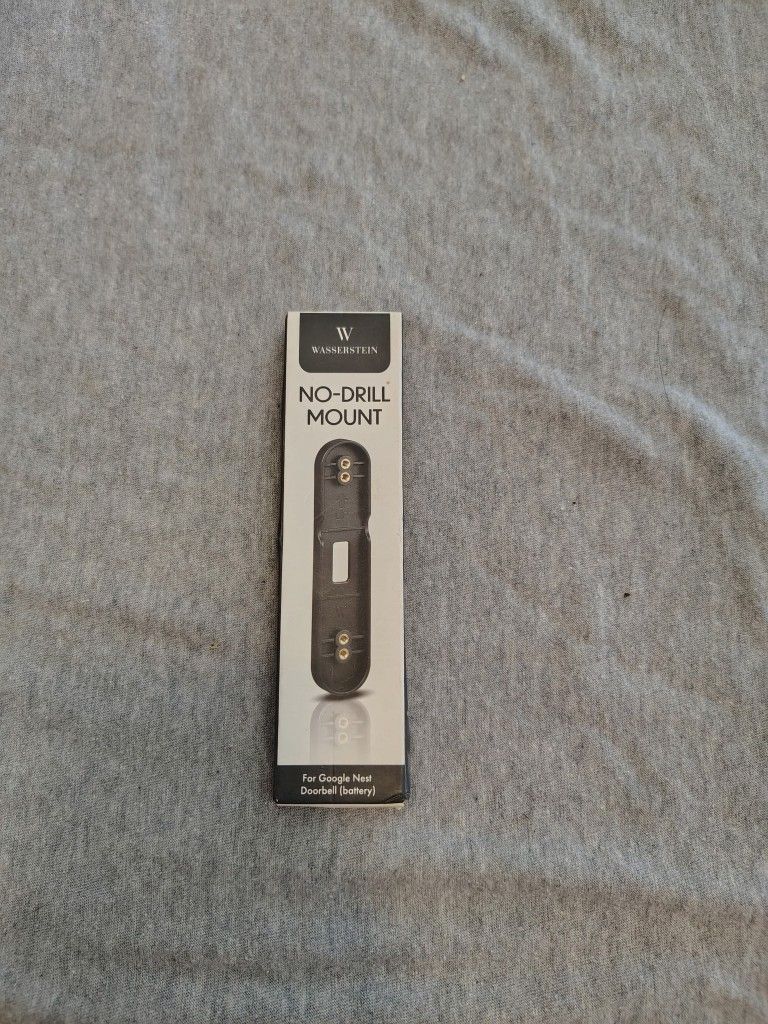 W
WASSERSTEIN
NO-DRILL
MOUNT
For Google Nest
Doorbell (battery)